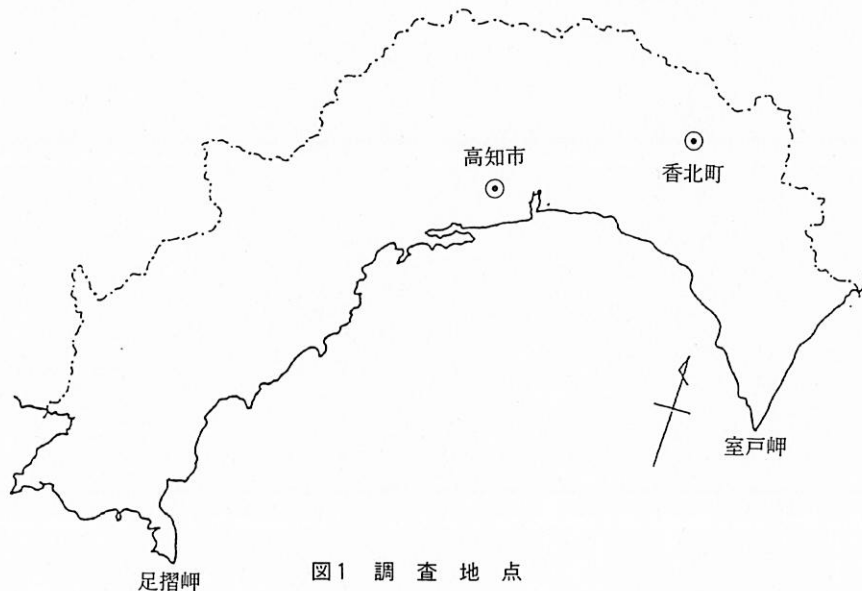 高知市
香北町
室戸岬
足摺岬
図1 調査地点